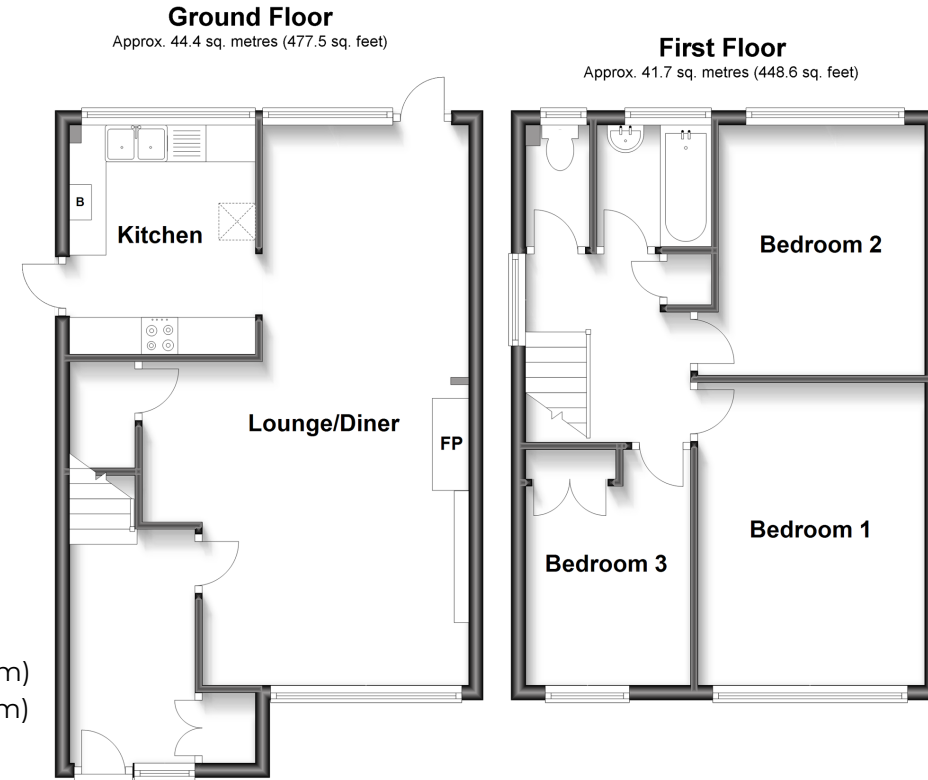 Ground Floor
Approx. 44.4 sq. metres (477.5 sq. feet)
First Floor
Approx. 41.7 sq. metres (448.6 sq. feet)
B
Kitchen
Lounge/Diner
FP
Bedroom 2
Bedroom 1
Bedroom 3
m)
m)